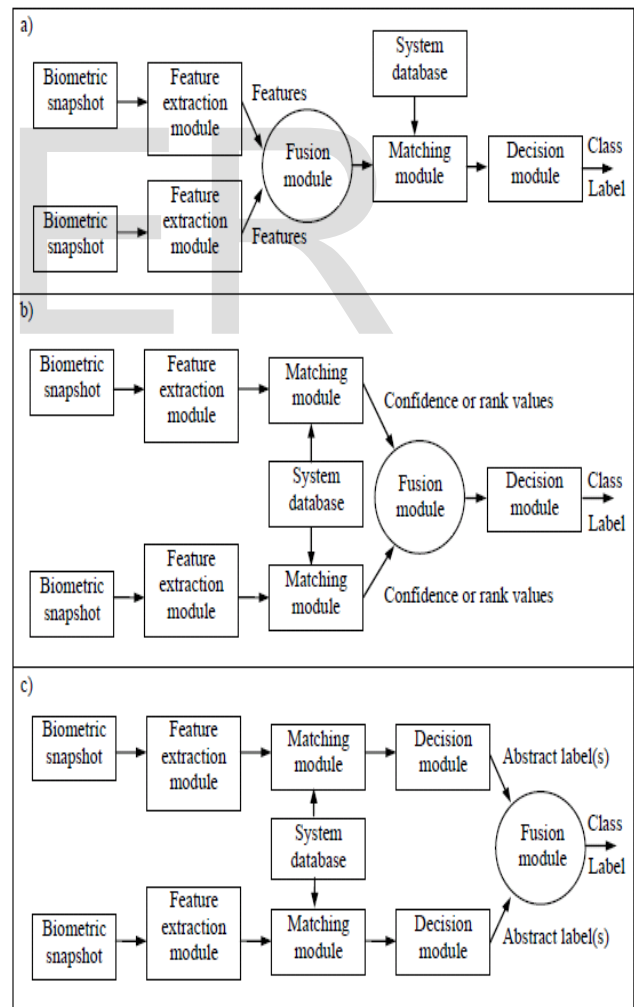 a)
Biometric
snapshot
Feature
extraction
module
Features
Fusion
module
System
database
Matching
module
Decision
module
Class
Label
Biometric
snapshot
Feature
extraction
module
Features
ER
b)
Biometric
snapshot
Feature
extraction
module
Matching
module
Confidence or rank values
System
database
Fusion
module
Decision
module
Class
Label
Biometric
snapshot
Feature
extraction
module
Matching
module
Confidence or rank values
c)
Biometric
snapshot
Feature
extraction
module
Matching
module
Decision
module
Abstract label(s)
System
database
Fusion
module
Class
Label
Biometric
snapshot
Feature
extraction
module
Matching
module
Decision
module
Abstract label(s)